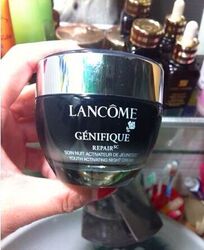 LANCÔME
GÉNIFIQUE
REPAIR SC
SOIN NUIT ACTIVATEUR DE JEUNESSE
YOUTH ACTIVATING NIGHT CREAM